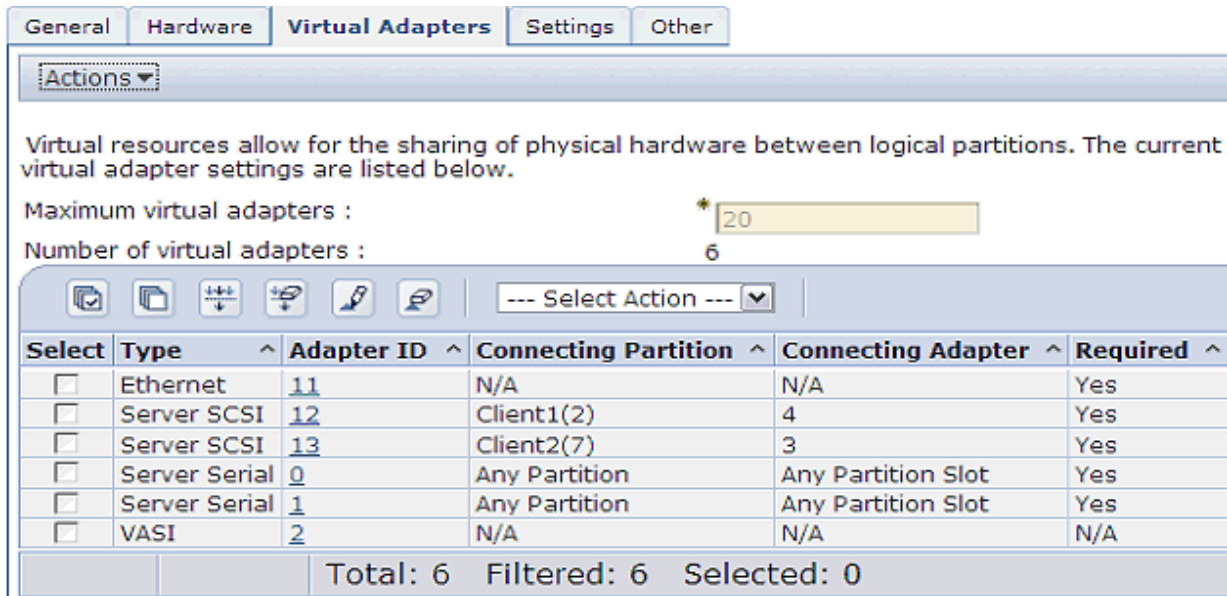 General Hardware Virtual Adapters Settings Other
Actions
Virtual resources allow for the sharing of physical hardware between logical partitions. The current
virtual adapter settings are listed below.
Maximum virtual adapters : * 20
Number of virtual adapters : 6
--- Select Action ---
Select Type ^ Adapter ID ^ Connecting Partition ^ Connecting Adapter ^ Required ^
Ethernet 11 N/A N/A Yes
Server SCSI 12 Client1(2) 4 Yes
Server SCSI 13 Client2(7) 3 Yes
Server Serial 0 Any Partition Any Partition Slot Yes
Server Serial 1 Any Partition Any Partition Slot Yes
VASI 2 N/A N/A N/A
Total: 6 Filtered: 6 Selected: 0